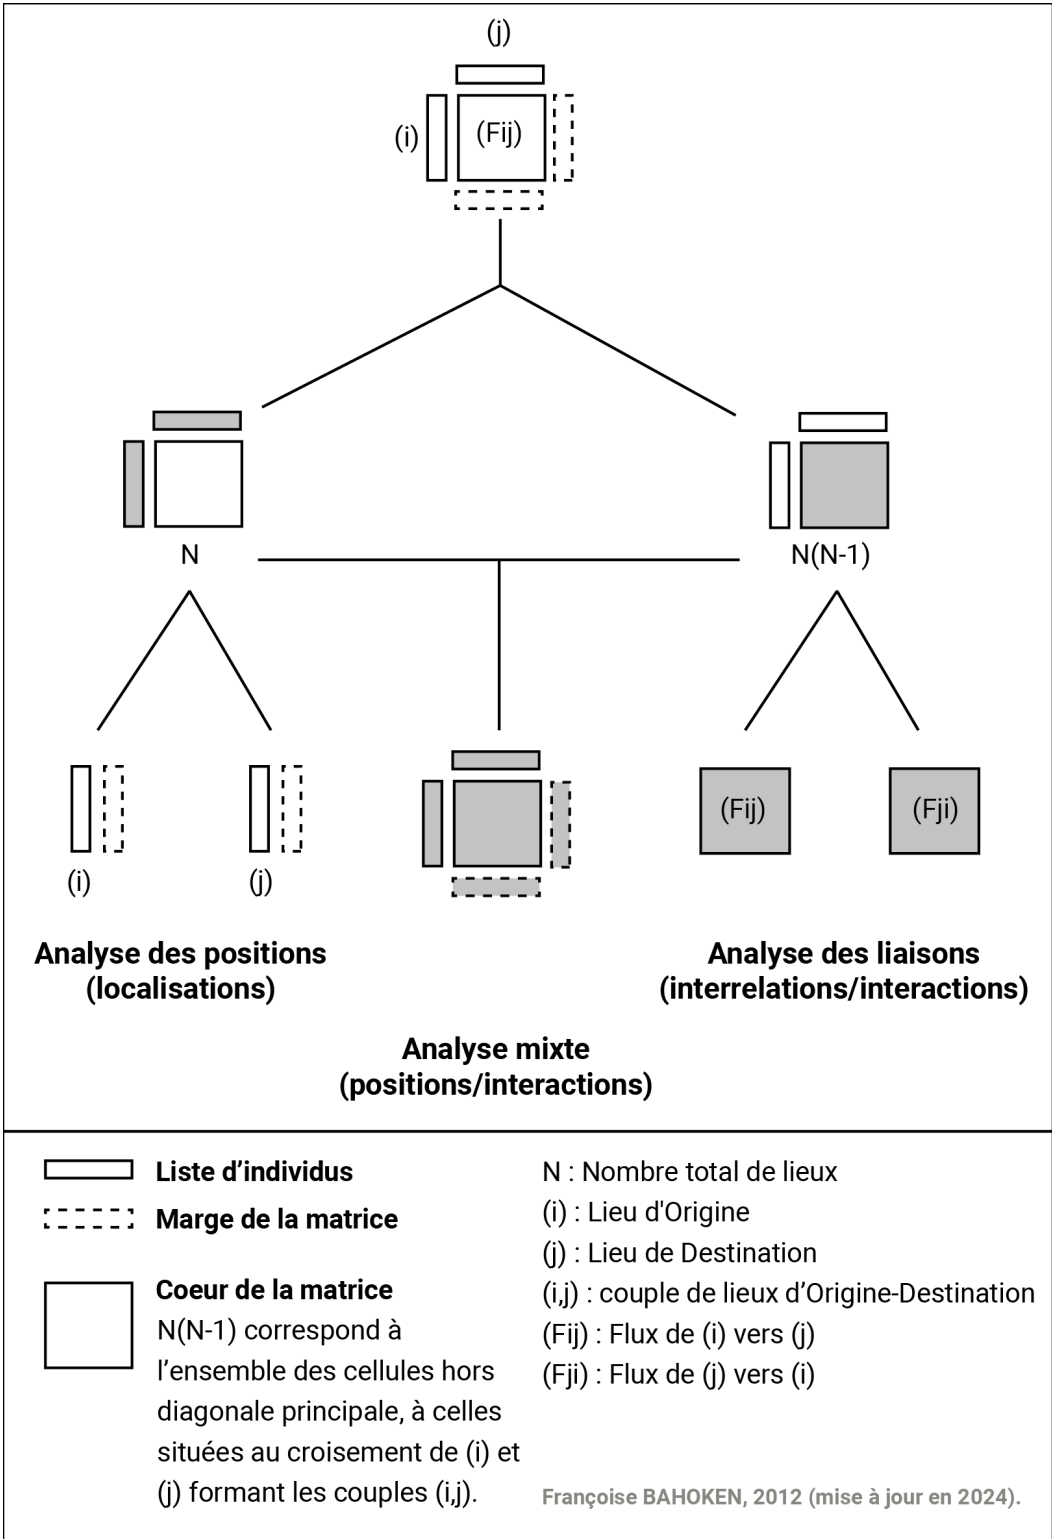 (j)
(i)
(Fij)
N
N(N-1)
(i)
(j)
(Fij)
(Fji)
Analyse des positions
(localisations)
Analyse des liaisons
(interrelations/interactions)
Analyse mixte
(positions/interactions)
Liste d’individus
Marge de la matrice
Coeur de la matrice
N(N-1) correspond à
l’ensemble des cellules hors
diagonale principale, à celles
situées au croisement de (i) et
(j) formant les couples (i,j).
N : Nombre total de lieux
(i) : Lieu d'Origine
(j) : Lieu de Destination
(i,j) : couple de lieux d’Origine-Destination
(Fij) : Flux de (i) vers (j)
(Fji) : Flux de (j) vers (i)
Françoise BAHOKEN, 2012 (mise à jour en 2024).